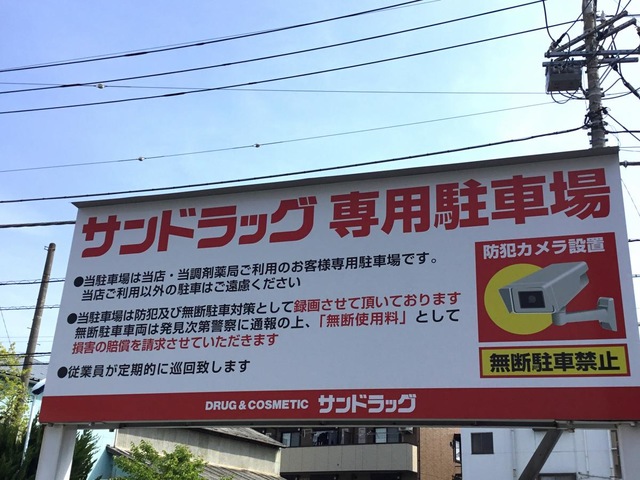 サンドラッグ 専用駐車場
●当駐車場は当店・当調剤薬局ご利用のお客様専用駐車場です。
当店ご利用以外の駐車はご遠慮ください
●当駐車場は防犯及び無断駐車対策として録画させて頂いております
無断駐車車両は発見次第警察に通報の上、「無断使用料」として
損害の賠償を請求させていただきます
●従業員が定期的に巡回致します
防犯カメラ設置
無断駐車禁止
DRUG & COSMETIC サンドラッグ